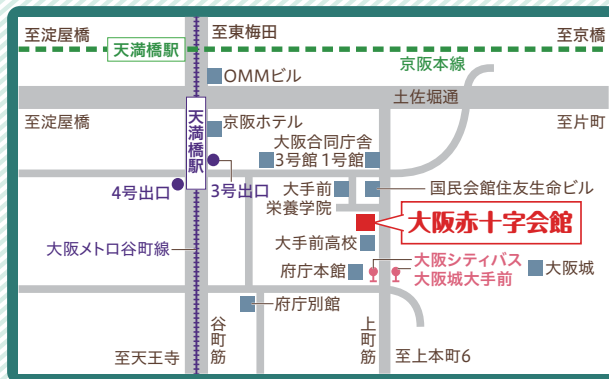 至淀屋橋
至東梅田
至京橋
天満橋駅
京阪本線
OMMビル
土佐堀通
至淀屋橋
天満橋駅
京阪ホテル
至片町
大阪合同庁舎
3号館 1号館
4号出口
3号出口
大手前
栄養学院
国民会館住友生命ビル
大阪赤十字会館
大阪メトロ谷町線
大手前高校
府庁本館
大阪シティバス
大阪城大手前
大阪城
府庁別館
谷町筋
上町筋
至天王寺
至上本町6